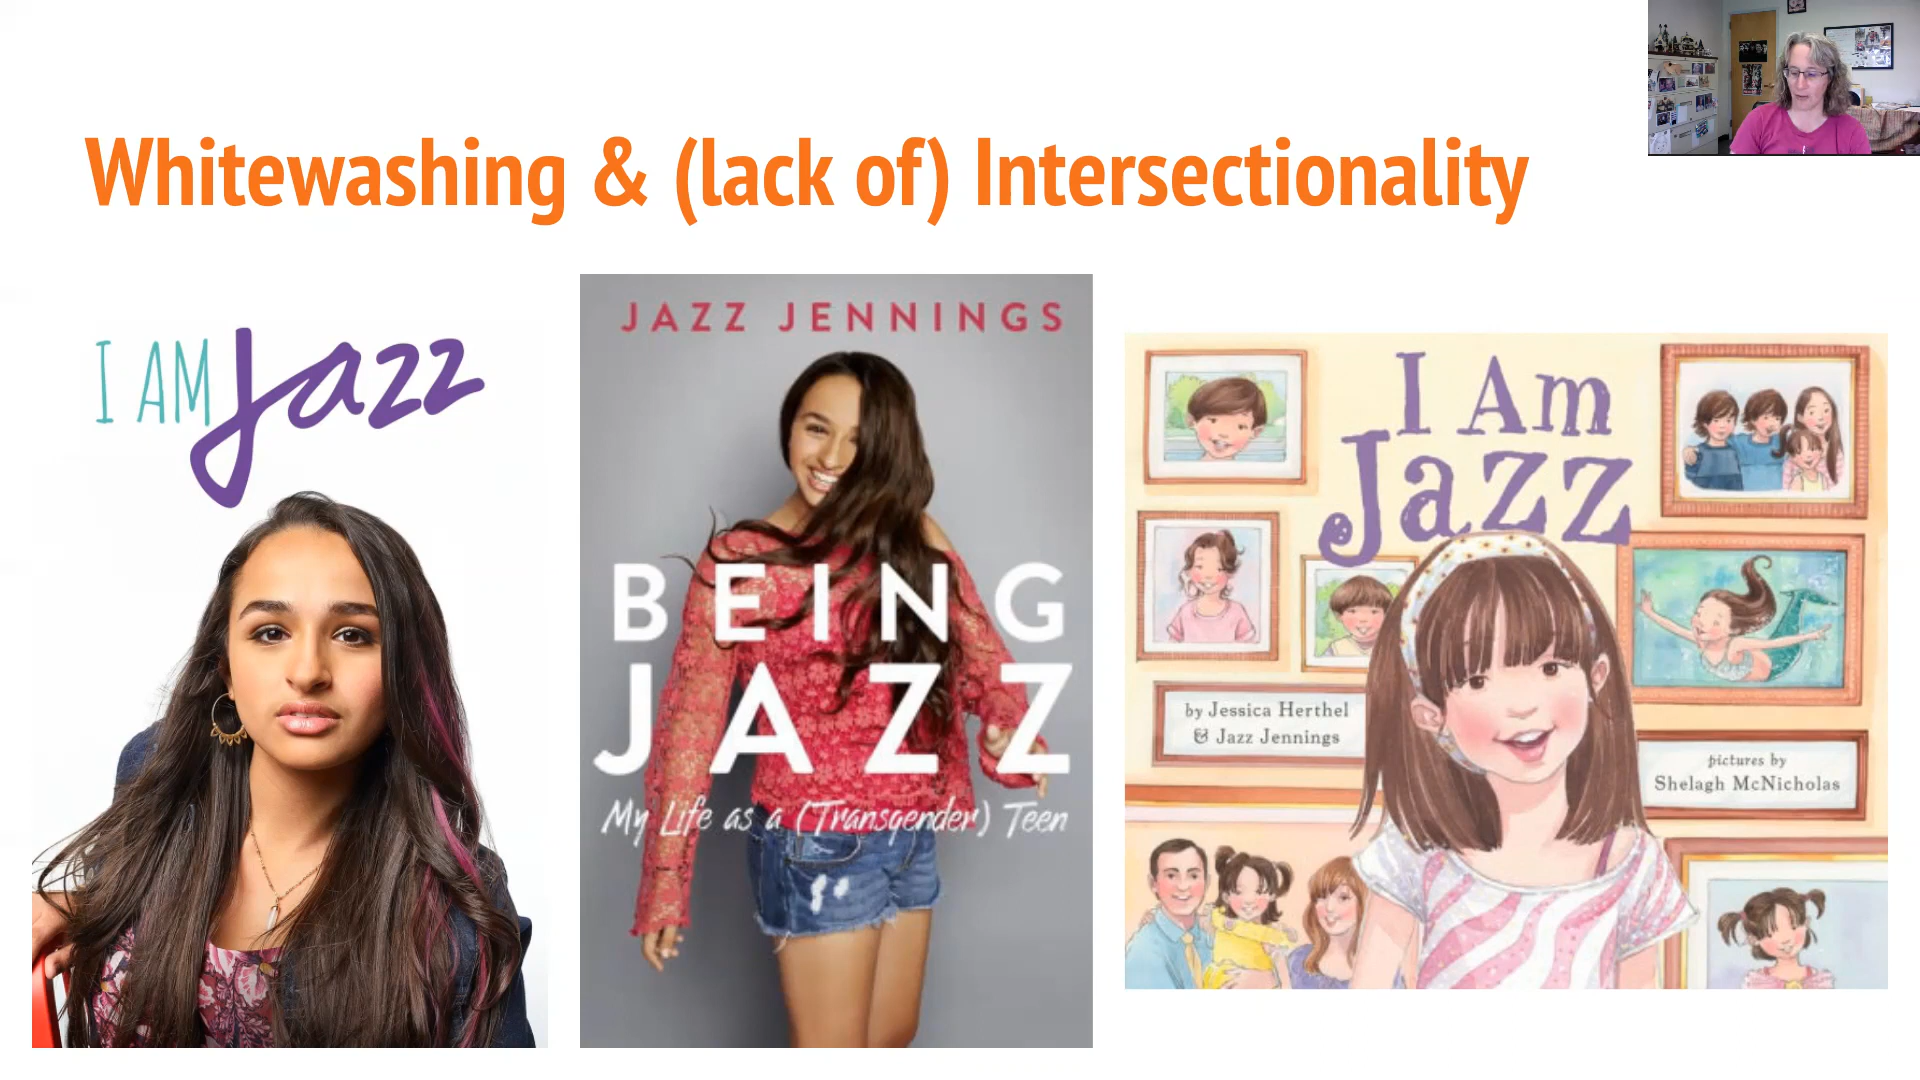 Whitewashing & (lack of) Intersectionality
I AM Jazz
JAZZ JENNINGS
BEING
JAZZ
My Life as a (Transgender) Teen
I Am
Jazz
by Jessica Herthel
& Jazz Jennings
pictures by
Shelagh McNicholas